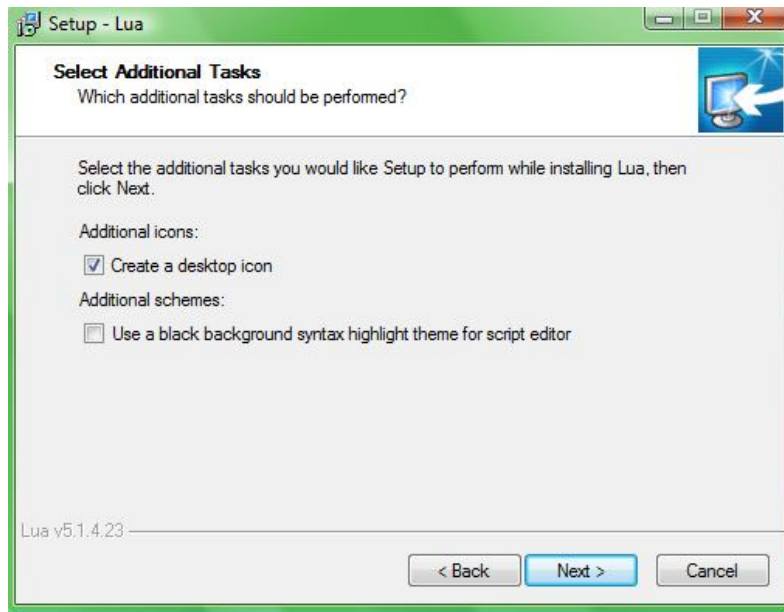 Setup - Lua
Select Additional Tasks
Which additional tasks should be performed?
Select the additional tasks you would like Setup to perform while installing Lua, then
click Next.
Additional icons:
Create a desktop icon
Additional schemes:
Use a black background syntax highlight theme for script editor
Lua v5.1.4.23
< Back Next > Cancel